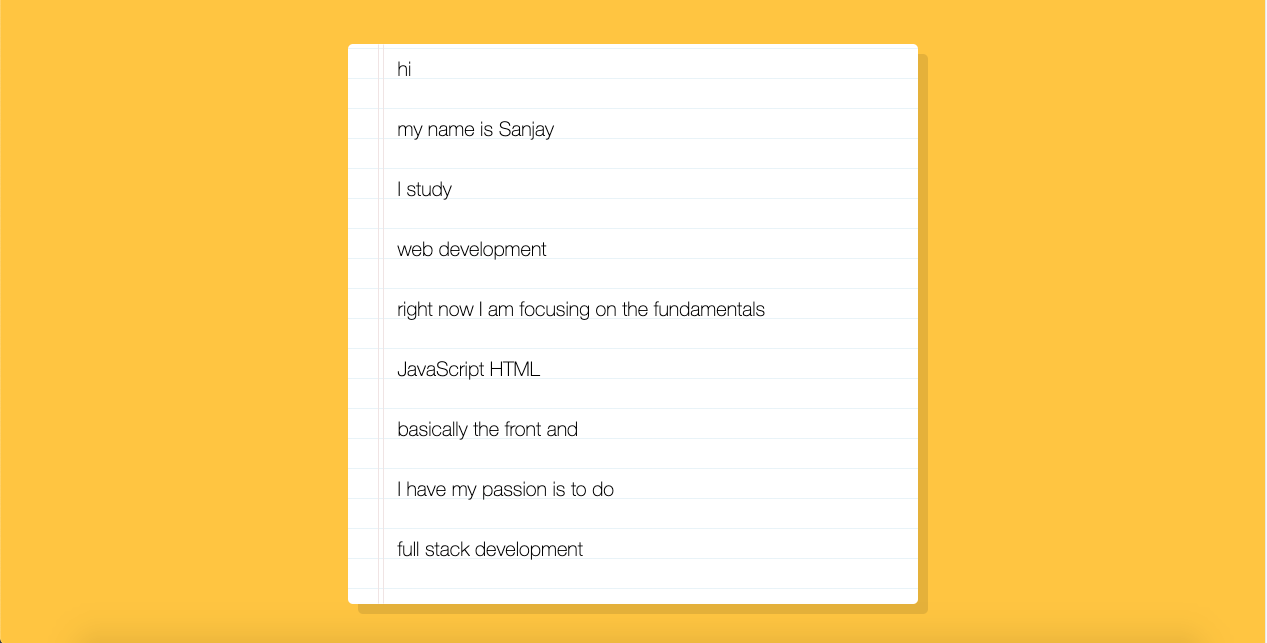 hi
my name is Sanjay
I study
web development
right now I am focusing on the fundamentals
JavaScript HTML
basically the front and
I have my passion is to do
full stack development